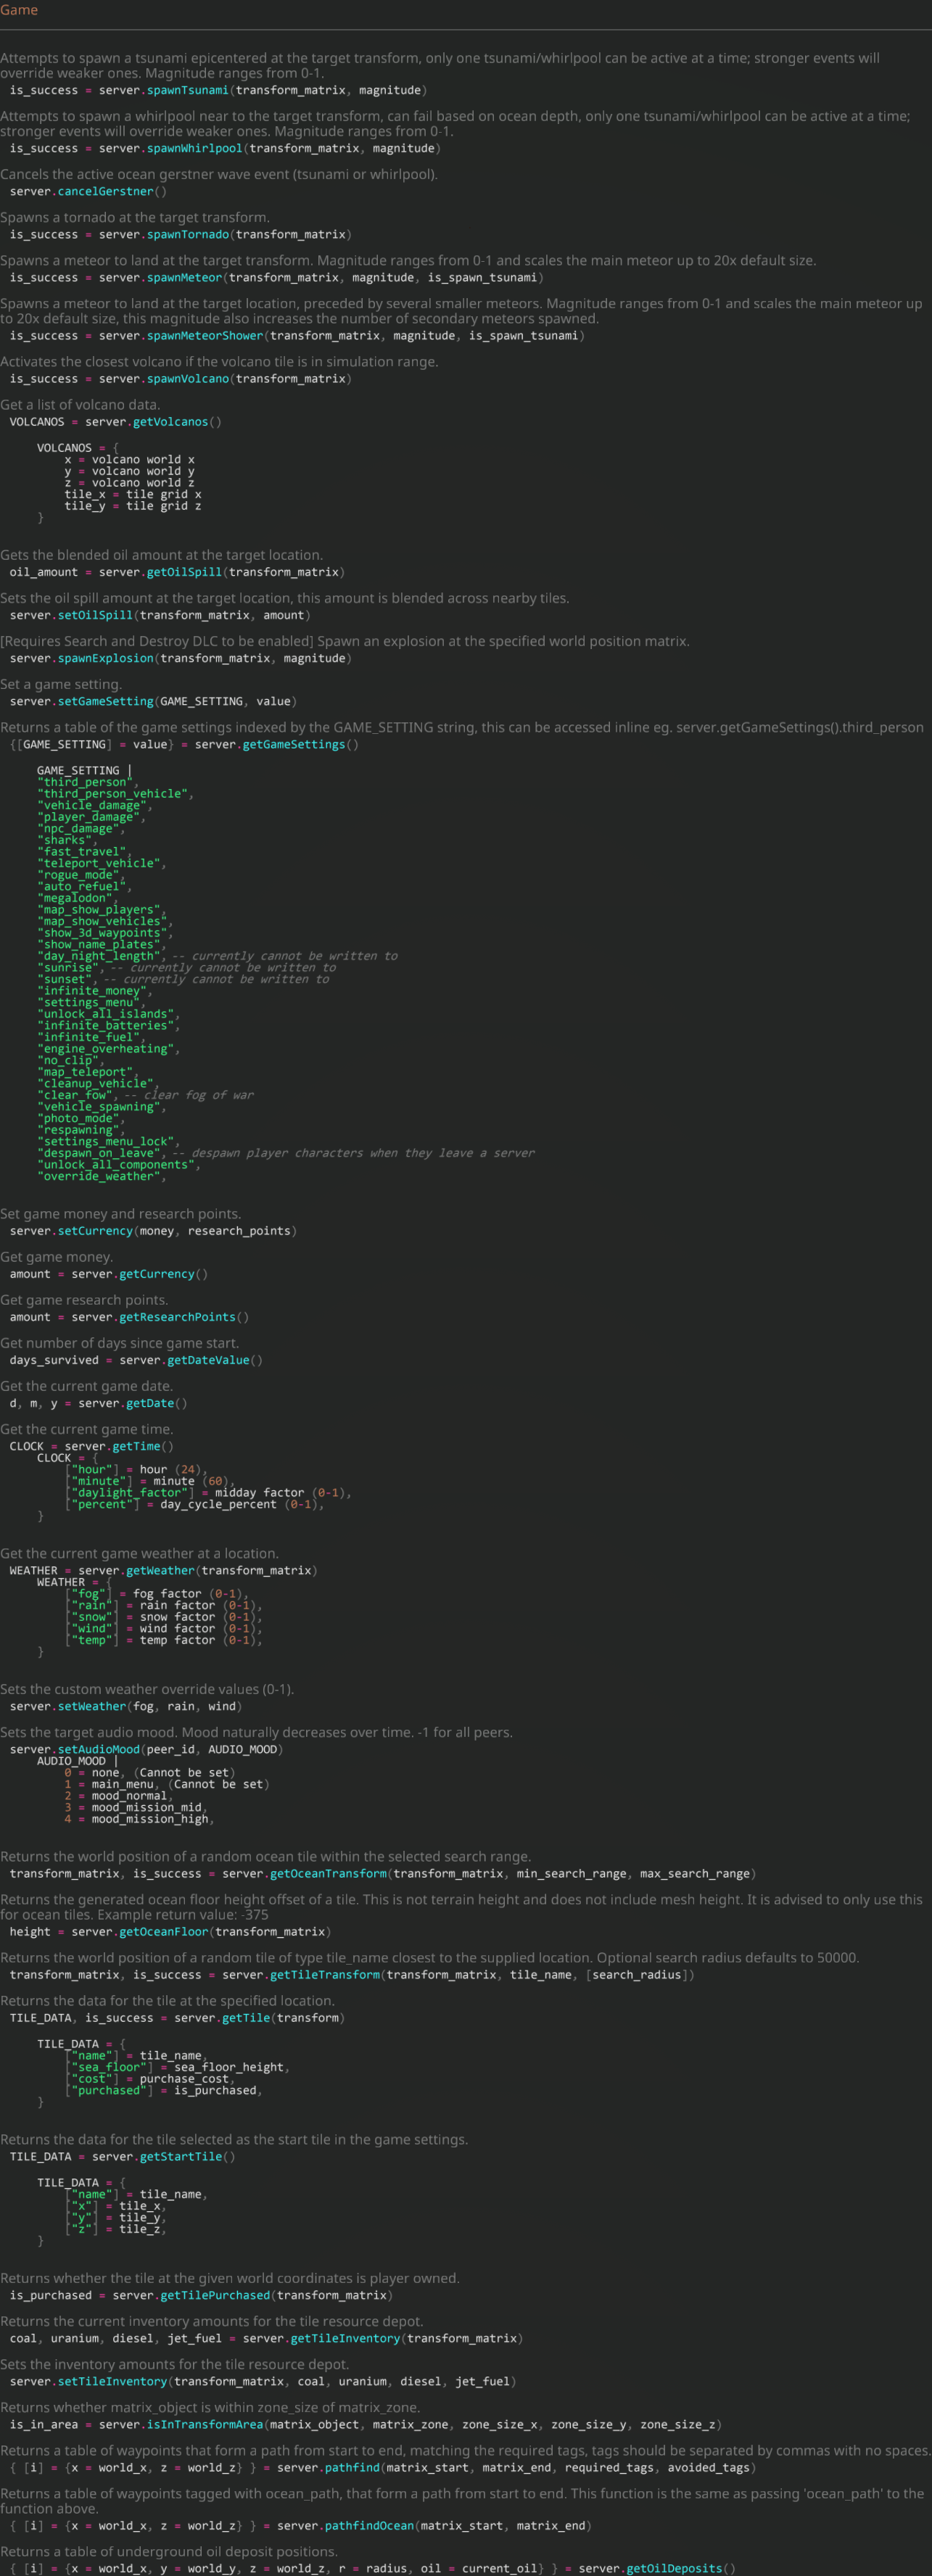 Game
Attempts to spawn a tsunami epicentered at the target transform, only one tsunami/whirlpool can be active at a time; stronger events will
override weaker ones. Magnitude ranges from 0-1.
is_success = server.spawnTsunami(transform_matrix, magnitude)
Attempts to spawn a whirlpool near to the target transform, can fail based on ocean depth, only one tsunami/whirlpool can be active at a time;
stronger events will override weaker ones. Magnitude ranges from 0-1.
is_success = server.spawnWhirlpool(transform_matrix, magnitude)
Cancels the active ocean gerstner wave event (tsunami or whirlpool).
server.cancelGerstner()
Spawns a tornado at the target transform.
is_success = server.spawnTornado(transform_matrix)
Spawns a meteor to land at the target transform. Magnitude ranges from 0-1 and scales the main meteor up to 20x default size.
is_success = server.spawnMeteor(transform_matrix, magnitude, is_spawn_tsunami)
Spawns a meteor to land at the target location, preceded by several smaller meteors. Magnitude ranges from 0-1 and scales the main meteor up
to 20x default size, this magnitude also increases the number of secondary meteors spawned.
is_success = server.spawnMeteorShower(transform_matrix, magnitude, is_spawn_tsunami)
Activates the closest volcano if the volcano tile is in simulation range.
is_success = server.spawnVolcano(transform_matrix)
Get a list of volcano data.
VOLCANOS = server.getVolcanos()
VOLCANOS = {
x = volcano world x
y = volcano world y
z = volcano world z
tile_x = tile grid x
tile_y = tile grid z
}
Gets the blended oil amount at the target location.
oil_amount = server.getOilSpill(transform_matrix)
Sets the oil spill amount at the target location, this amount is blended across nearby tiles.
server.setOilSpill(transform_matrix, amount)
[Requires Search and Destroy DLC to be enabled] Spawn an explosion at the specified world position matrix.
server.spawnExplosion(transform_matrix, magnitude)
Set a game setting.
server.setGameSetting(GAME_SETTING, value)
Returns a table of the game settings indexed by the GAME_SETTING string, this can be accessed inline eg. server.getGameSettings().third_person
{[GAME_SETTING] = value} = server.getGameSettings()
GAME_SETTING |
"third_person",
"third_person_vehicle",
"vehicle_damage",
"player_damage",
"npc_damage",
"sharks",
"fast_travel",
"teleport_vehicle",
"rogue_mode",
"auto_refuel",
"megalodon",
"map_show_players",
"map_show_vehicles",
"show_3d_waypoints",
"show_name_plates",
"day_night_length", -- currently cannot be written to
"sunrise", -- currently cannot be written to
"sunset", -- currently cannot be written to
"infinite_money",
"settings_menu",
"unlock_all_islands",
"infinite_batteries",
"infinite_fuel",
"engine_overheating",
"no_clip",
"map_teleport",
"cleanup_vehicle",
"clear_fow", -- clear fog of war
"vehicle_spawning",
"photo_mode",
"respawning",
"settings_menu_lock",
"despawn_on_leave", -- despawn player characters when they leave a server
"unlock_all_components",
"override_weather",
Set game money and research points.
server.setCurrency(money, research_points)
Get game money.
amount = server.getCurrency()
Get game research points.
amount = server.getResearchPoints()
Get number of days since game start.
days_survived = server.getDateValue()
Get the current game date.
d, m, y = server.getDate()
Get the current game time.
CLOCK = server.getTime()
CLOCK = {
["hour"] = hour (24),
["minute"] = minute (60),
["daylight_factor"] = midday factor (0-1),
["percent"] = day_cycle_percent (0-1),
}
Get the current game weather at a location.
WEATHER = server.getWeather(transform_matrix)
WEATHER = {
["fog"] = fog factor (0-1),
["rain"] = rain factor (0-1),
["snow"] = snow factor (0-1),
["wind"] = wind factor (0-1),
["temp"] = temp factor (0-1),
}
Sets the custom weather override values (0-1).
server.setWeather(fog, rain, wind)
Sets the target audio mood. Mood naturally decreases over time. -1 for all peers.
server.setAudioMood(peer_id, AUDIO_MOOD)
AUDIO_MOOD |
0 = none, (Cannot be set)
1 = main_menu, (Cannot be set)
2 = mood_normal,
3 = mood_mission_mid,
4 = mood_mission_high,
Returns the world position of a random ocean tile within the selected search range.
transform_matrix, is_success = server.getOceanTransform(transform_matrix, min_search_range, max_search_range)
Returns the generated ocean floor height offset of a tile. This is not terrain height and does not include mesh height. It is advised to only use this
for ocean tiles. Example return value: -375
height = server.getOceanFloor(transform_matrix)
Returns the world position of a random tile of type tile_name closest to the supplied location. Optional search radius defaults to 50000.
transform_matrix, is_success = server.getTileTransform(transform_matrix, tile_name, [search_radius])
Returns the data for the tile at the specified location.
TILE_DATA, is_success = server.getTile(transform)
TILE_DATA = {
["name"] = tile_name,
["sea_floor"] = sea_floor_height,
["cost"] = purchase_cost,
["purchased"] = is_purchased,
}
Returns the data for the tile selected as the start tile in the game settings.
TILE_DATA = server.getStartTile()
TILE_DATA = {
["name"] = tile_name,
["x"] = tile_x,
["y"] = tile_y,
["z"] = tile_z,
}
Returns whether the tile at the given world coordinates is player owned.
is_purchased = server.getTilePurchased(transform_matrix)
Returns the current inventory amounts for the tile resource depot.
coal, uranium, diesel, jet_fuel = server.getTileInventory(transform_matrix)
Sets the inventory amounts for the tile resource depot.
server.setTileInventory(transform_matrix, coal, uranium, diesel, jet_fuel)
Returns whether matrix_object is within zone_size of matrix_zone.
is_in_area = server.isInTransformArea(matrix_object, matrix_zone, zone_size_x, zone_size_y, zone_size_z)
Returns a table of waypoints that form a path from start to end, matching the required tags, tags should be separated by commas with no spaces.
{ [i] = {x = world_x, z = world_z} } = server.pathfind(matrix_start, matrix_end, required_tags, avoided_tags)
Returns a table of waypoints tagged with ocean_path, that form a path from start to end. This function is the same as passing 'ocean_path' to the
function above.
{ [i] = {x = world_x, z = world_z} } = server.pathfindOcean(matrix_start, matrix_end)
Returns a table of underground oil deposit positions.
{ [i] = {x = world_x, y = world_y, z = world_z, r = radius, oil = current_oil} } = server.getOilDeposits()